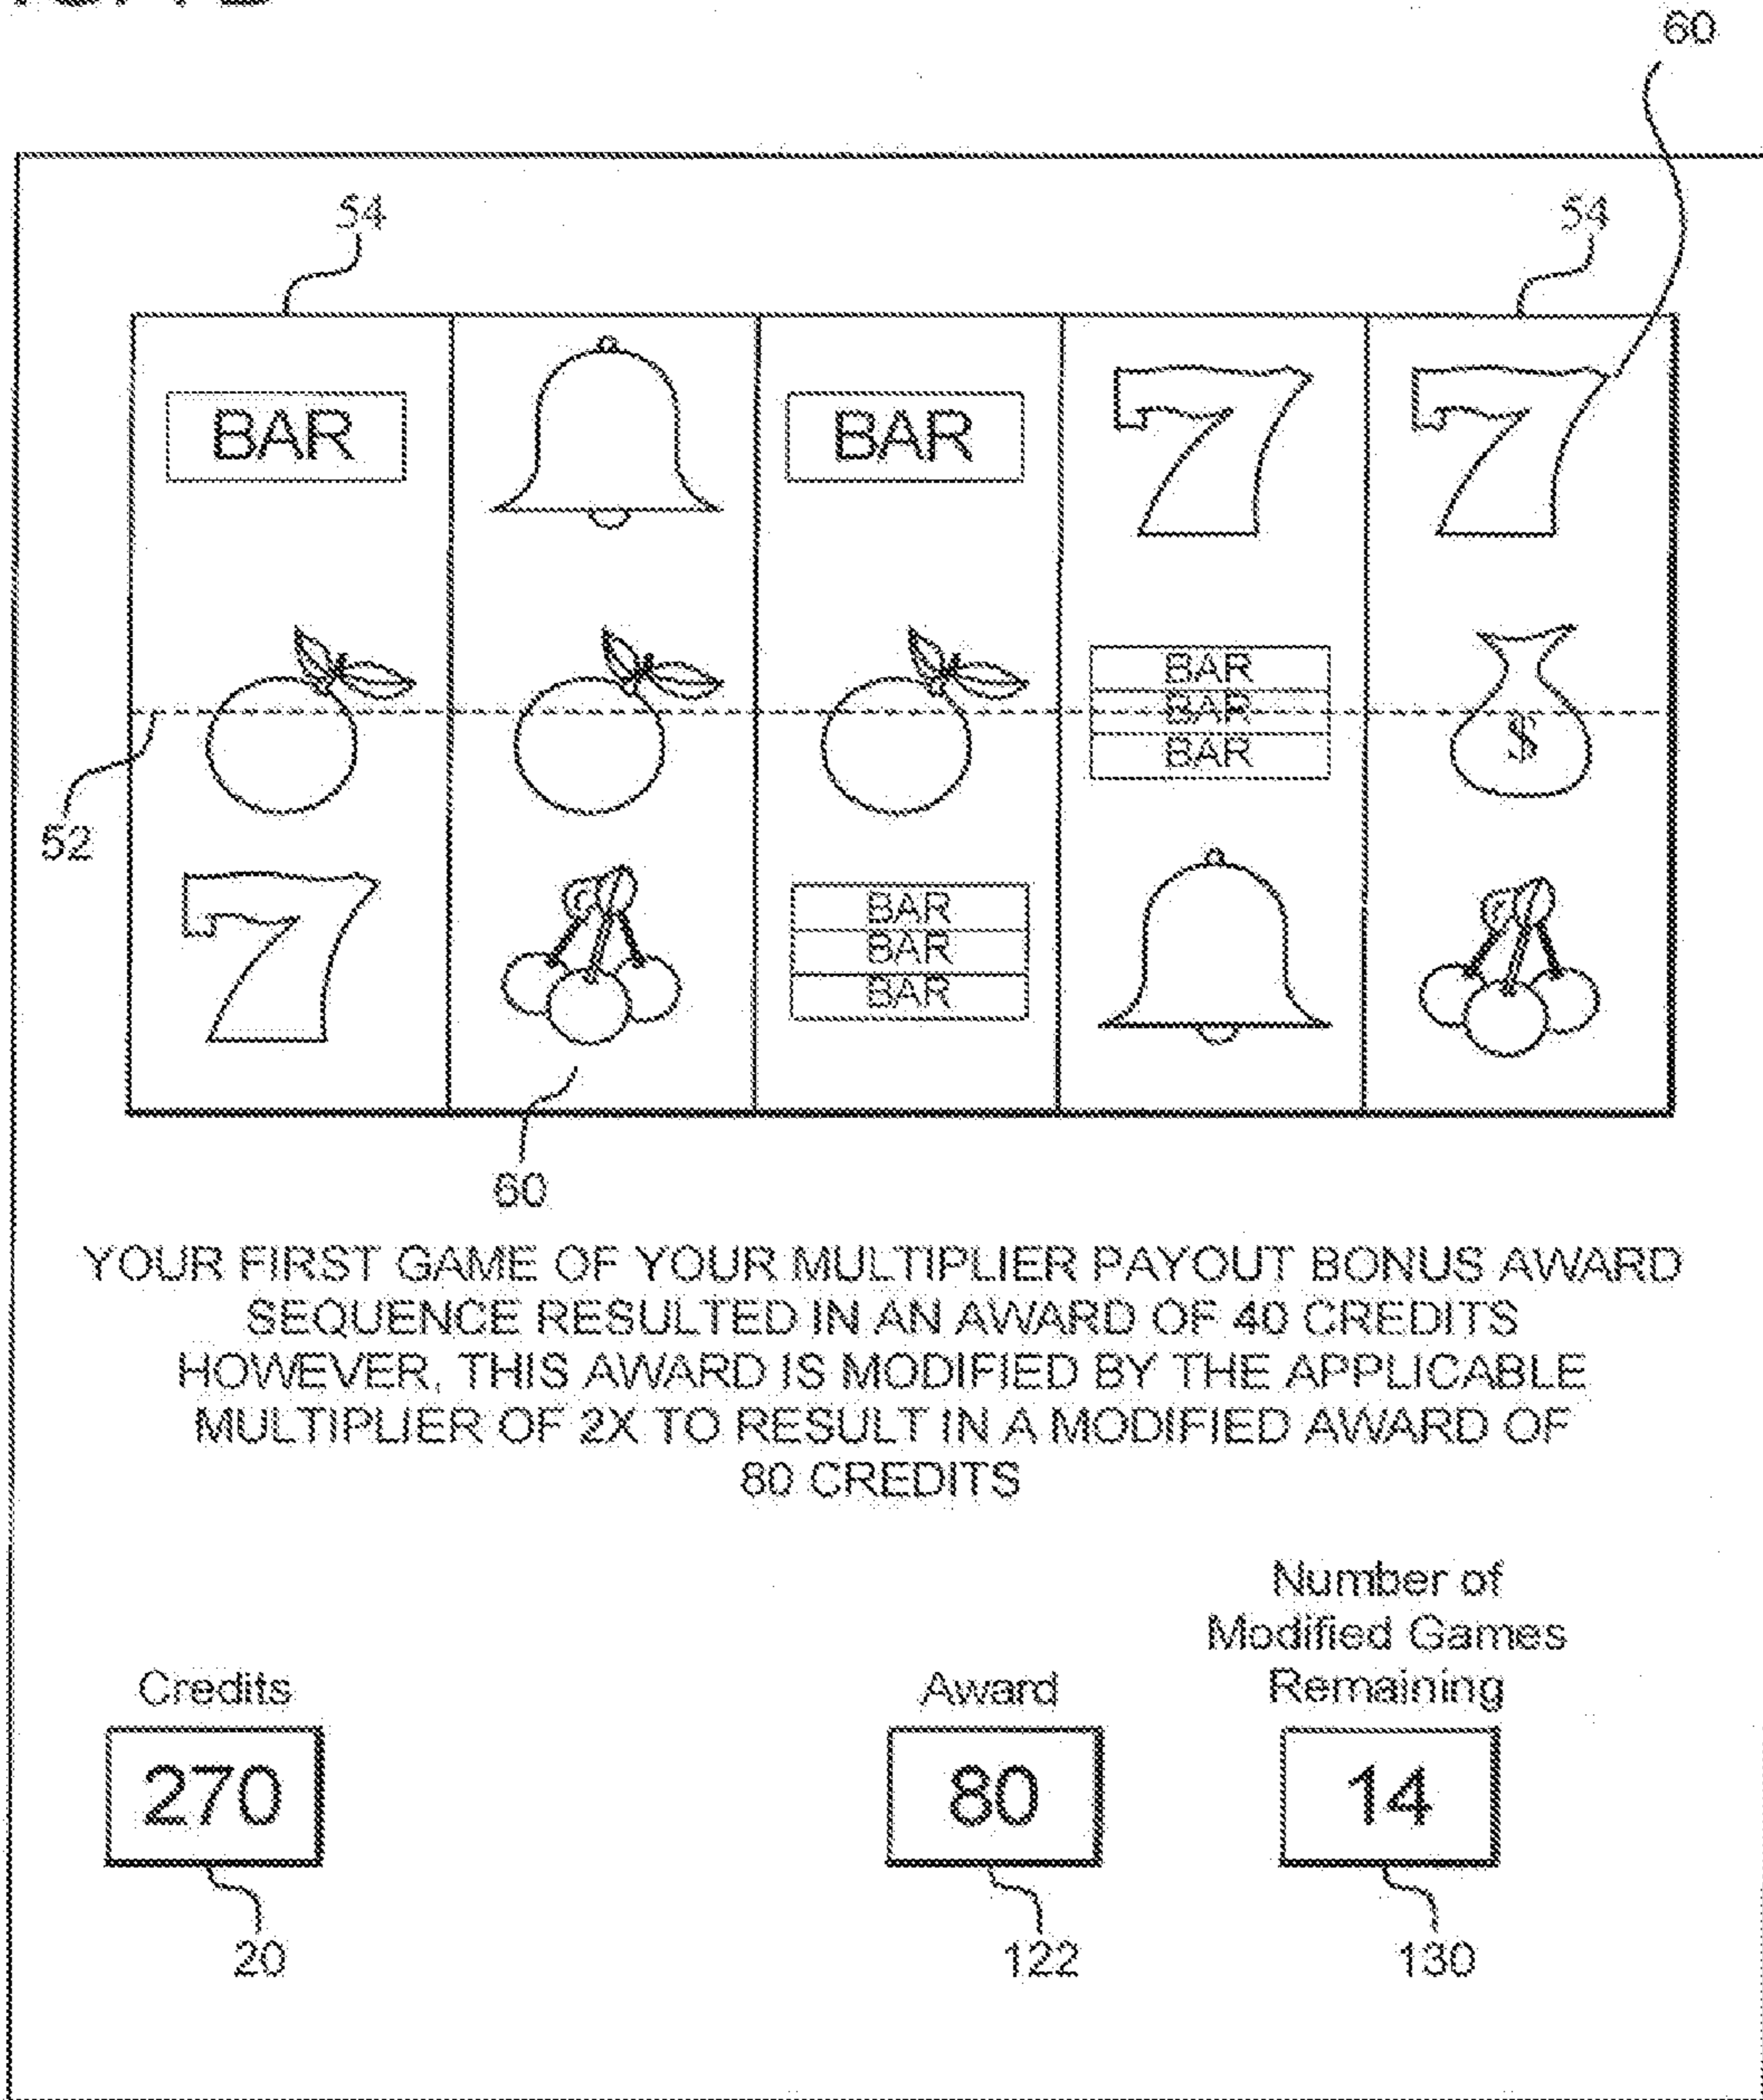 60
54 54
BAR BAR 7 7
BAR
BAR
BAR
$
52
7
BAR
BAR
BAR
60
YOUR FIRST GAME OF YOUR MULTIPLIER PAYOUT BONUS AWARD
SEQUENCE RESULTED IN AN AWARD OF 40 CREDITS
HOWEVER, THIS AWARD IS MODIFIED BY THE APPLICABLE
MULTIPLIER OF 2X TO RESULT IN A MODIFIED AWARD OF
80 CREDITS
Number of
Modified Games
Remaining
Credits
Award
270
80
14
20
122
130